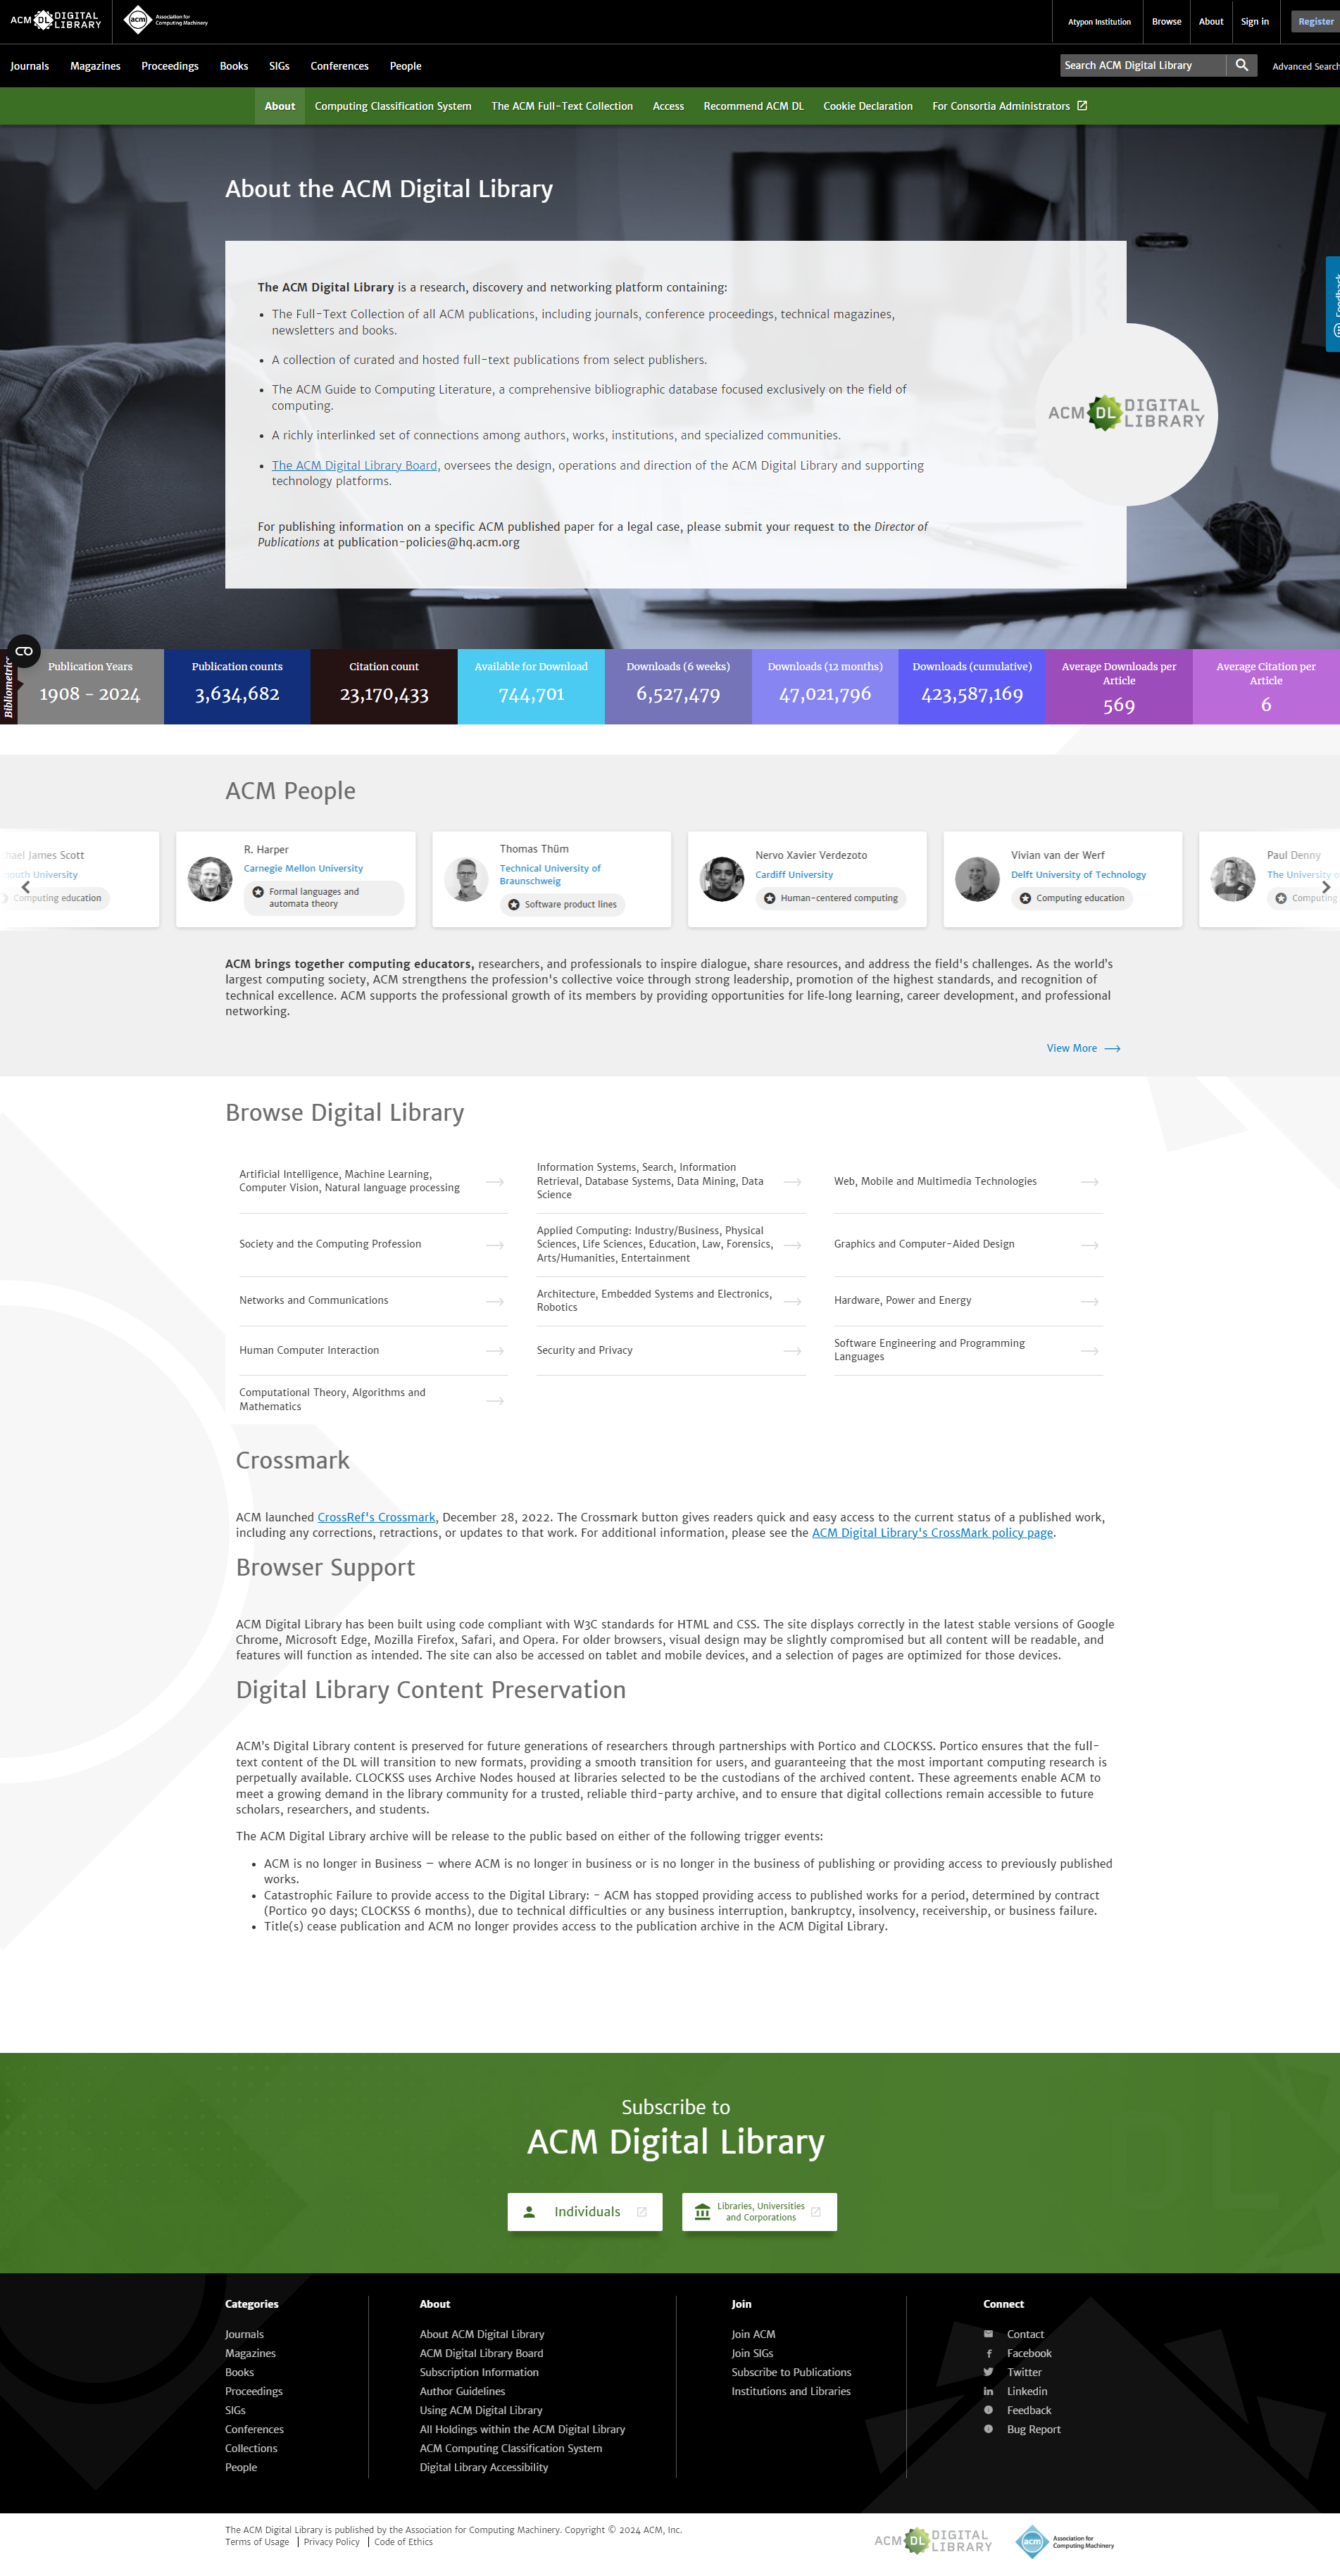 ACM DL DIGITAL LIBRARY
acm Association for Computing Machinery
Atypon Institution
Browse
About
Sign in
Register
Journals
Magazines
Proceedings
Books
SIGs
Conferences
People
Search ACM Digital Library
Advanced Search
About
Computing Classification System
The ACM Full-Text Collection
Access
Recommend ACM DL
Cookie Declaration
For Consortia Administrators
About the ACM Digital Library
The ACM Digital Library is a research, discovery and networking platform containing:
• The Full-Text Collection of all ACM publications, including journals, conference proceedings, technical magazines,
newsletters and books.
• A collection of curated and hosted full-text publications from select publishers.
• The ACM Guide to Computing Literature, a comprehensive bibliographic database focused exclusively on the field of
computing.
• A richly interlinked set of connections among authors, works, institutions, and specialized communities.
• The ACM Digital Library Board, oversees the design, operations and direction of the ACM Digital Library and supporting
technology platforms.
For publishing information on a specific ACM published paper for a legal case, please submit your request to the Director of
Publications at publication-policies@hq.acm.org
ACM DL DIGITAL LIBRARY
Feedback
Bibliometrics
Publication Years
1908 - 2024
Publication counts
3,634,682
Citation count
23,170,433
Available for Download
744,701
Downloads (6 weeks)
6,527,479
Downloads (12 months)
47,021,796
Downloads (cumulative)
423,587,169
Average Downloads per
Article
569
Average Citation per
Article
6
ACM People
hael James Scott
mouth University
Computing education
R. Harper
Carnegie Mellon University
Formal languages and
automata theory
Thomas Thüm
Technical University of
Braunschweig
Software product lines
Nervo Xavier Verdezoto
Cardiff University
Human-centered computing
Vivian van der Werf
Delft University of Technology
Computing education
Paul Denny
The University o
Computing
ACM brings together computing educators, researchers, and professionals to inspire dialogue, share resources, and address the field's challenges. As the world’s
largest computing society, ACM strengthens the profession's collective voice through strong leadership, promotion of the highest standards, and recognition of
technical excellence. ACM supports the professional growth of its members by providing opportunities for life-long learning, career development, and professional
networking.
View More
Browse Digital Library
Artificial Intelligence, Machine Learning,
Computer Vision, Natural language processing
Information Systems, Search, Information
Retrieval, Database Systems, Data Mining, Data
Science
Web, Mobile and Multimedia Technologies
Society and the Computing Profession
Applied Computing: Industry/Business, Physical
Sciences, Life Sciences, Education, Law, Forensics,
Arts/Humanities, Entertainment
Graphics and Computer-Aided Design
Networks and Communications
Architecture, Embedded Systems and Electronics,
Robotics
Hardware, Power and Energy
Human Computer Interaction
Security and Privacy
Software Engineering and Programming
Languages
Computational Theory, Algorithms and
Mathematics
Crossmark
ACM launched CrossRef's Crossmark, December 28, 2022. The Crossmark button gives readers quick and easy access to the current status of a published work,
including any corrections, retractions, or updates to that work. For additional information, please see the ACM Digital Library's CrossMark policy page.
Browser Support
ACM Digital Library has been built using code compliant with W3C standards for HTML and CSS. The site displays correctly in the latest stable versions of Google
Chrome, Microsoft Edge, Mozilla Firefox, Safari, and Opera. For older browsers, visual design may be slightly compromised but all content will be readable, and
features will function as intended. The site can also be accessed on tablet and mobile devices, and a selection of pages are optimized for those devices.
Digital Library Content Preservation
ACM’s Digital Library content is preserved for future generations of researchers through partnerships with Portico and CLOCKSS. Portico ensures that the full-
text content of the DL will transition to new formats, providing a smooth transition for users, and guaranteeing that the most important computing research is
perpetually available. CLOCKSS uses Archive Nodes housed at libraries selected to be the custodians of the archived content. These agreements enable ACM to
meet a growing demand in the library community for a trusted, reliable third-party archive, and to ensure that digital collections remain accessible to future
scholars, researchers, and students.
The ACM Digital Library archive will be release to the public based on either of the following trigger events:
• ACM is no longer in Business – where ACM is no longer in business or is no longer in the business of publishing or providing access to previously published
works.
• Catastrophic Failure to provide access to the Digital Library: - ACM has stopped providing access to published works for a period, determined by contract
(Portico 90 days; CLOCKSS 6 months), due to technical difficulties or any business interruption, bankruptcy, insolvency, receivership, or business failure.
• Title(s) cease publication and ACM no longer provides access to the publication archive in the ACM Digital Library.
Subscribe to
ACM Digital Library
Individuals
Libraries, Universities
and Corporations
Categories
Journals
Magazines
Books
Proceedings
SIGs
Conferences
Collections
People
About
About ACM Digital Library
ACM Digital Library Board
Subscription Information
Author Guidelines
Using ACM Digital Library
All Holdings within the ACM Digital Library
ACM Computing Classification System
Digital Library Accessibility
Join
Join ACM
Join SIGs
Subscribe to Publications
Institutions and Libraries
Connect
Contact
Facebook
Twitter
Linkedin
Feedback
Bug Report
The ACM Digital Library is published by the Association for Computing Machinery. Copyright © 2024 ACM, Inc.
Terms of Usage | Privacy Policy | Code of Ethics
ACM DL DIGITAL LIBRARY
acm Association for Computing Machinery